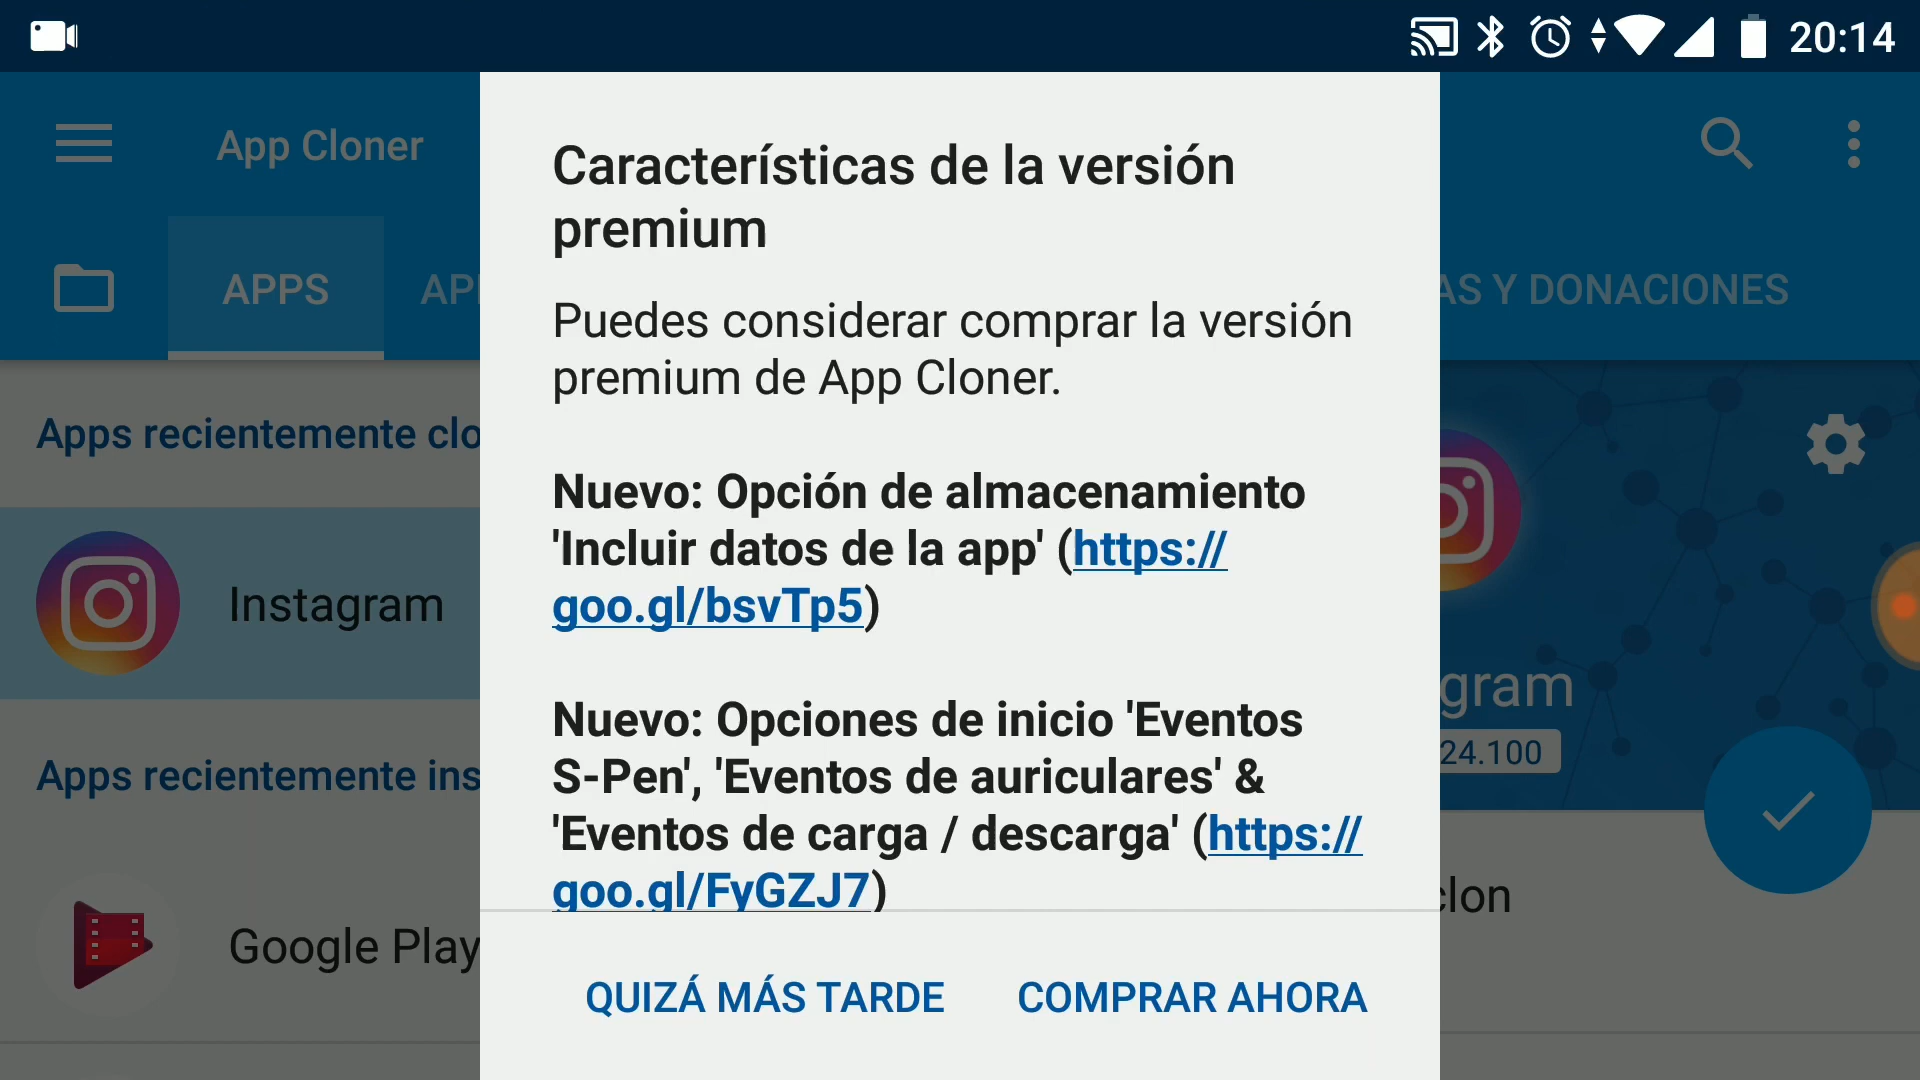 20:14
App Cloner
APPS
AP
AS Y DONACIONES
Apps recientemente clo
Instagram
Apps recientemente ins
Google Play
Características de la versión
premium
Puedes considerar comprar la versión
premium de App Cloner.
Nuevo: Opción de almacenamiento
'Incluir datos de la app' (https://
goo.gl/bsvTp5)
Nuevo: Opciones de inicio 'Eventos
S-Pen', 'Eventos de auriculares' &
'Eventos de carga / descarga' (https://
goo.gl/FyGZJ7)
QUIZÁ MÁS TARDE
COMPRAR AHORA
gram
24.100
clon